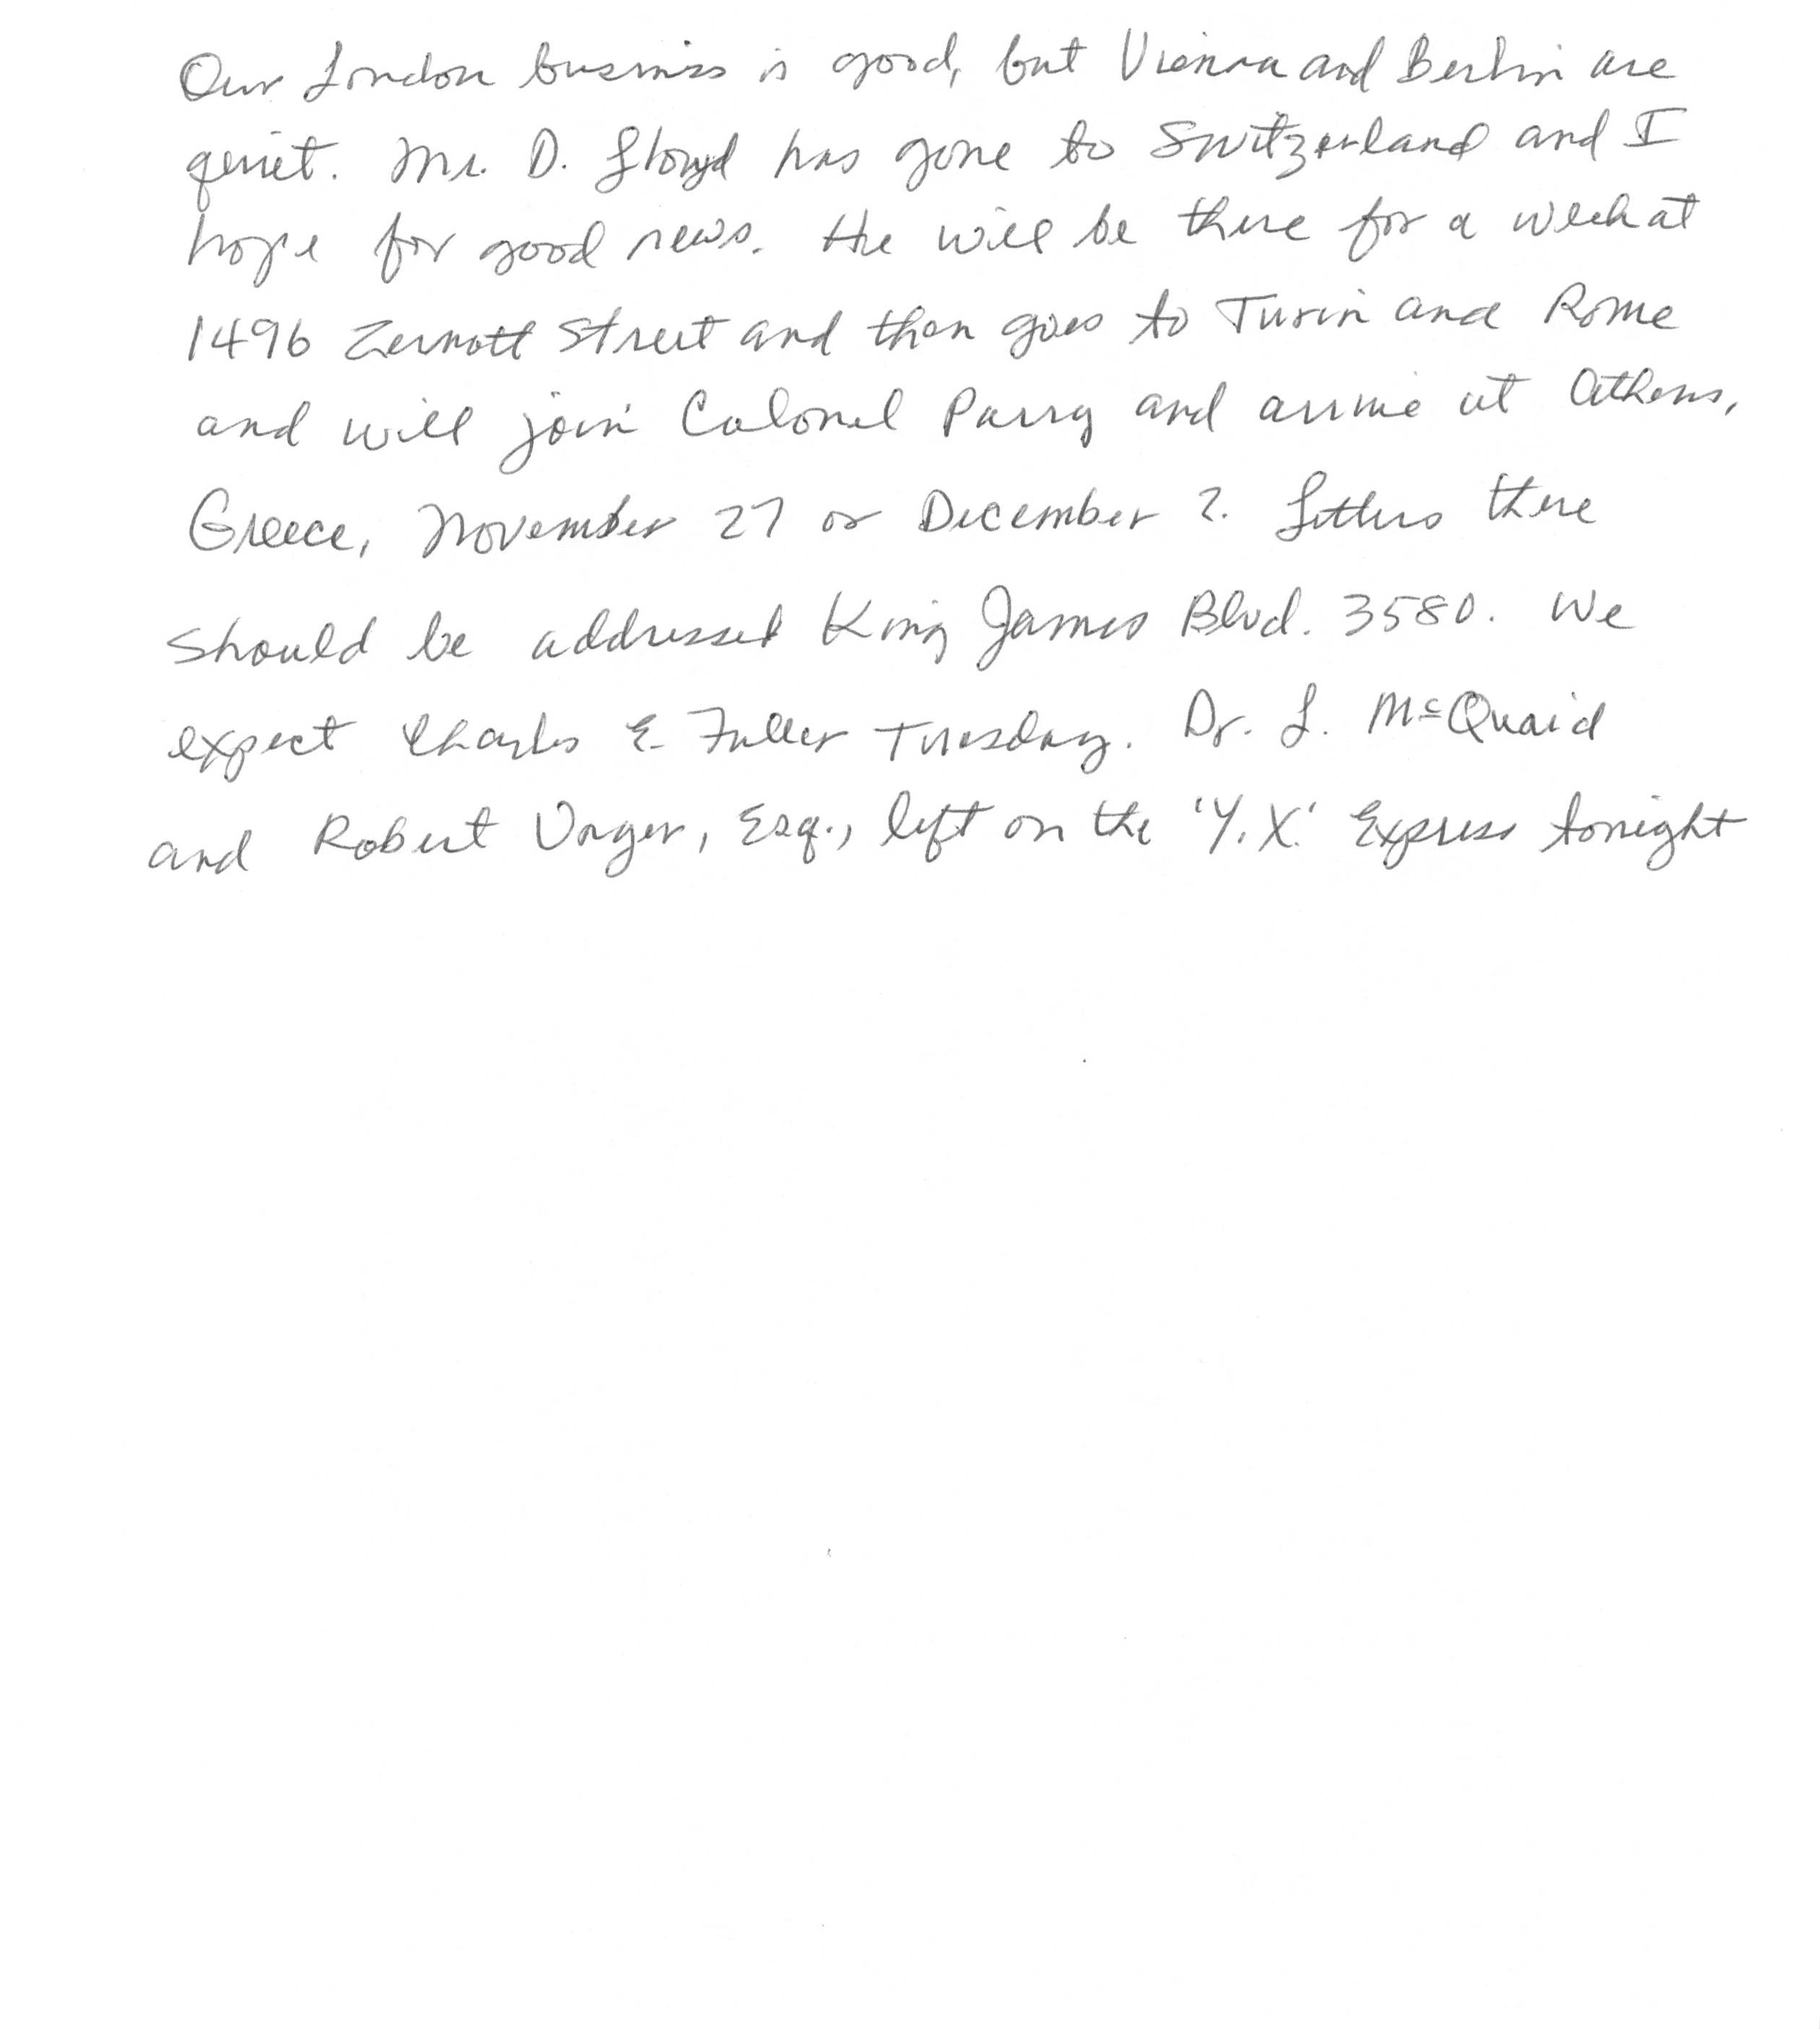 Our London business is good, but Vienna and Berlin are
quiet. Mr. D. Lloyd has gone to Switzerland and I
hope for good news. He will be there for a week at
1496 Zermott Street and then goes to Turin and Rome
and will join Colonel Parry and arrive at Athens,
Greece, November 27 or December 2. Letters there
should be addressed King James Blvd. 3580. We
expect Charles E. Fuller Tuesday. Dr. L. McQuaid
and Robert Unger, Esq., left on the 'Y.X.' Express tonight